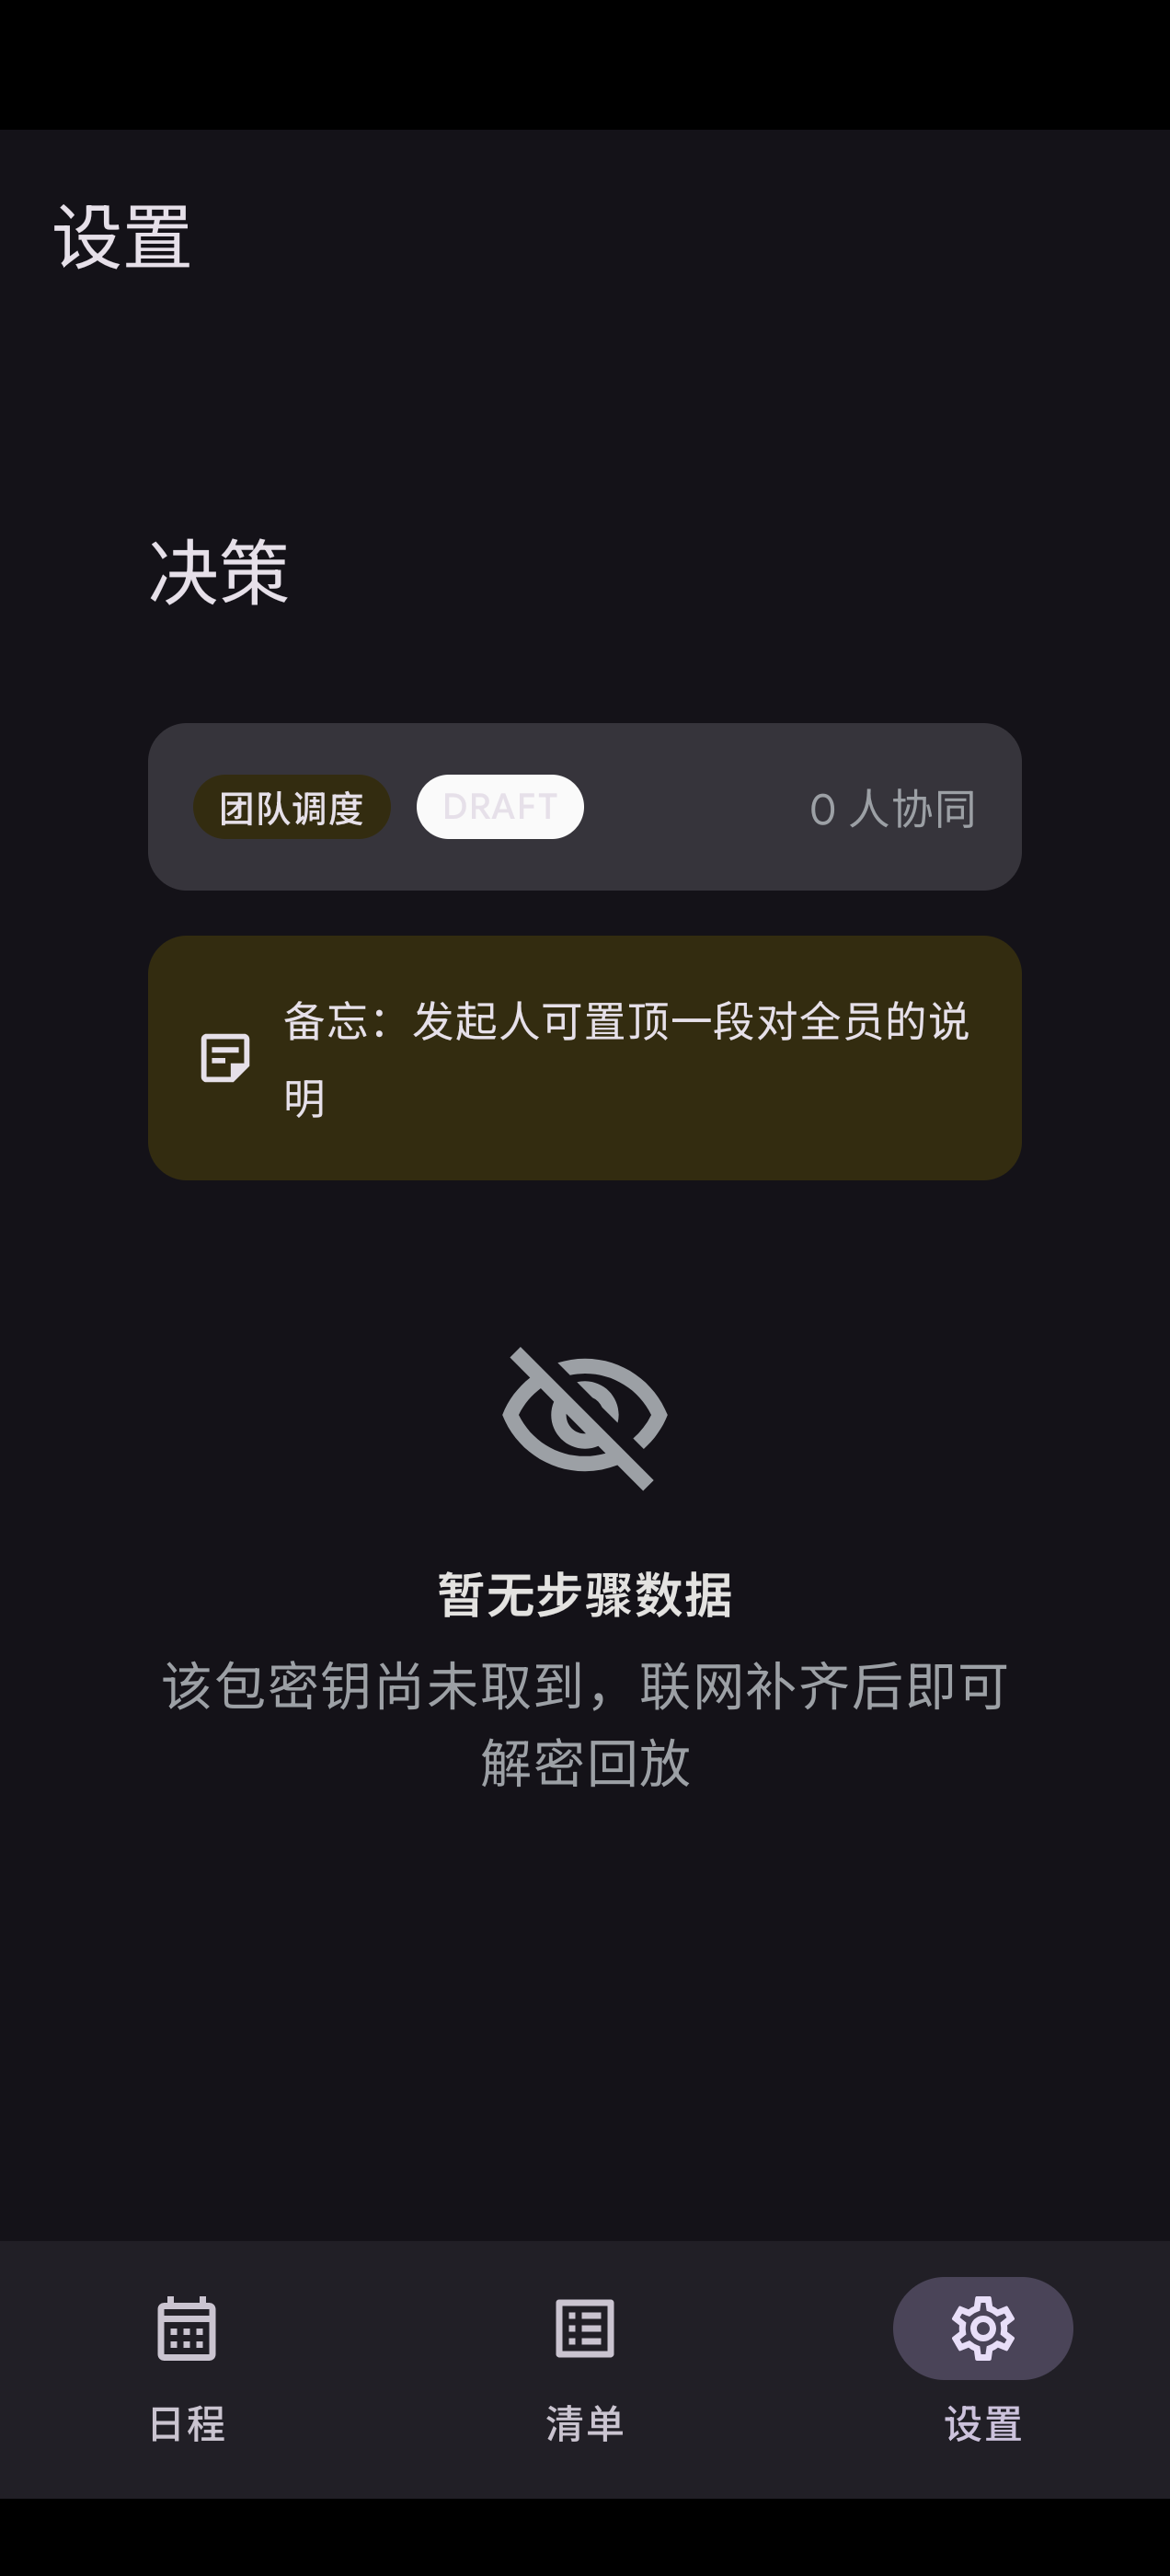 设置
决策
团队调度 DRAFT 0 人协同
备忘：发起人可置顶一段对全员的说
明
暂无步骤数据
该包密钥尚未取到，联网补齐后即可
解密回放
日程 清单 设置